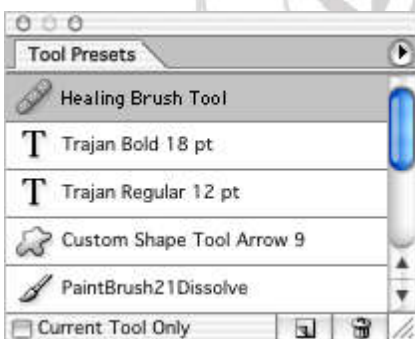 Tool Presets
Healing Brush Tool
T Trajan Bold 18 pt
T Trajan Regular 12 pt
Custom Shape Tool Arrow 9
PaintBrush21Dissolve
Current Tool Only